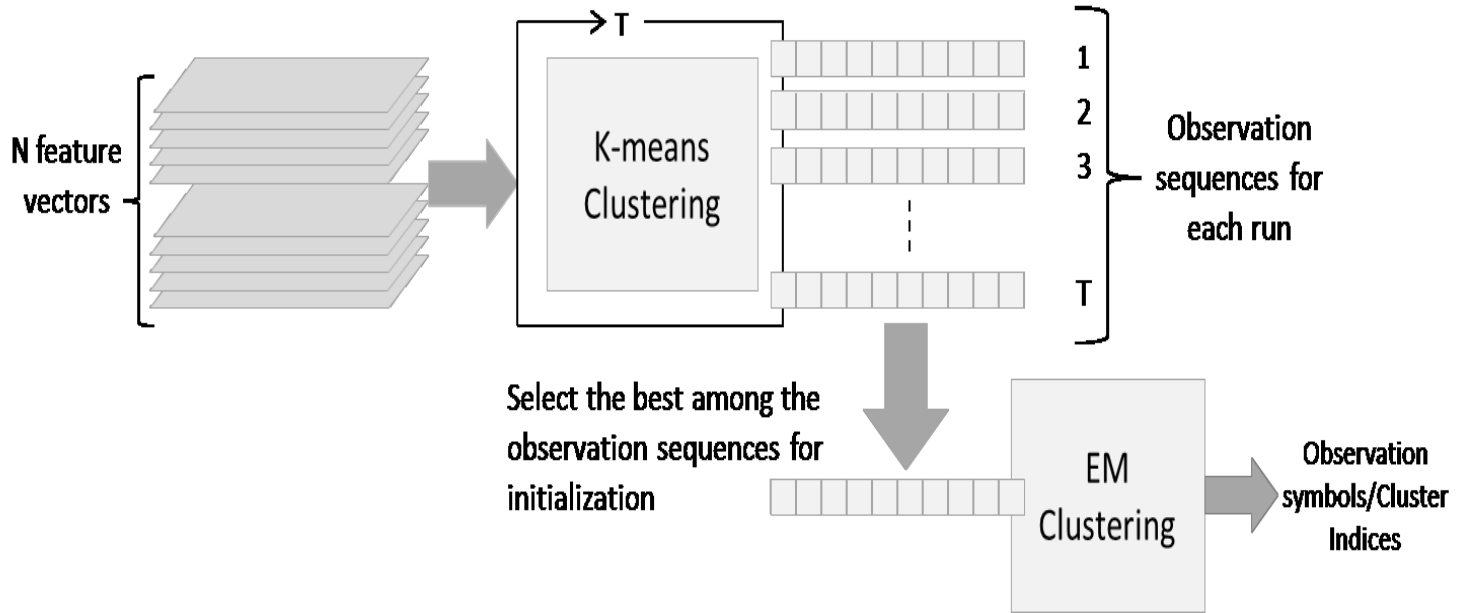 T
1
2
3
T
N feature
vectors
K-means
Clustering
Observation
sequences for
each run
Select the best among the
observation sequences for
initialization
EM
Clustering
Observation
symbols/Cluster
Indices